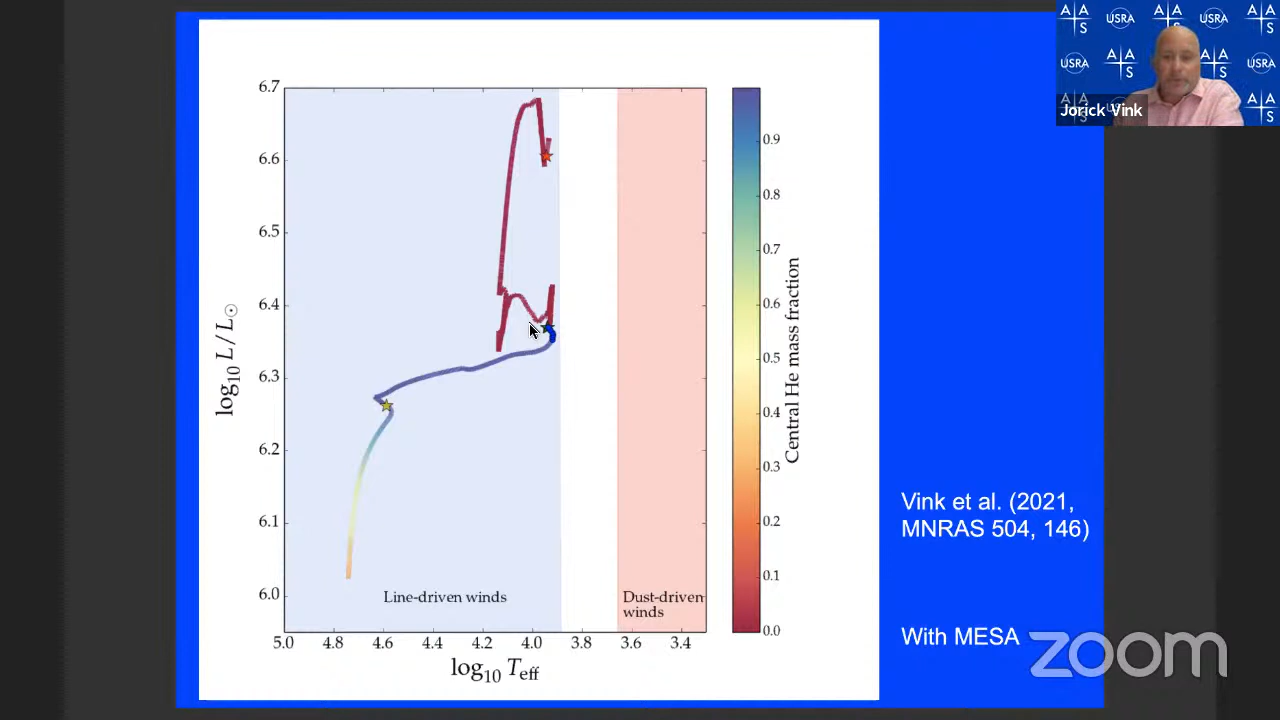 A A
S
USRA
A A
S
USRA
A A
S
USRA
A A
S
A A
S
USRA
A A
S
A A
S
Jorick Vink
6.7
6.6
6.5
6.4
6.3
6.2
6.1
6.0
log₁₀ L/L☉
5.0 4.8 4.6 4.4 4.2 4.0 3.8 3.6 3.4
log₁₀ Teff
Line-driven winds
Dust-driven
winds
0.9
0.8
0.7
0.6
0.5
0.4
0.3
0.2
0.1
0.0
Central He mass fraction
Vink et al. (2021,
MNRAS 504, 146)
With MESA
zoom